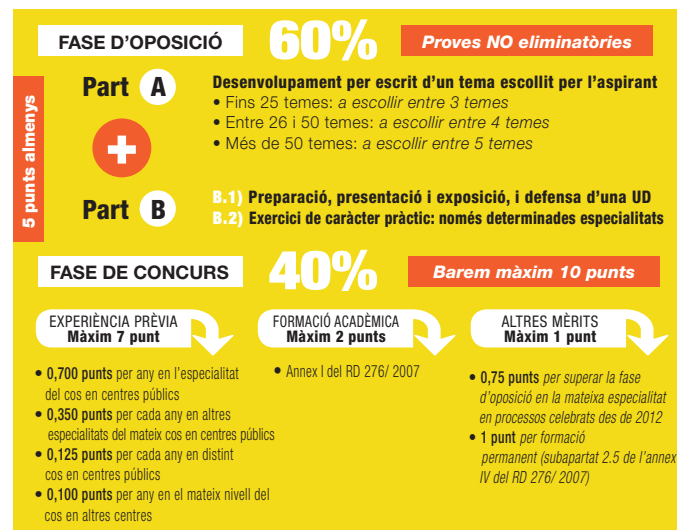 FASE D'OPOSICIÓ
60%
Proves NO eliminatòries
5 punts almenys
Part A
Desenvolupament per escrit d'un tema escollit per l'aspirant
• Fins 25 temes: a escollir entre 3 temes
• Entre 26 i 50 temes: a escollir entre 4 temes
• Més de 50 temes: a escollir entre 5 temes
+
Part B
B.1) Preparació, presentació i exposició, i defensa d'una UD
B.2) Exercici de caràcter pràctic: només determinades especialitats
FASE DE CONCURS
40%
Barem màxim 10 punts
EXPERIÈNCIA PRÈVIA
Màxim 7 punt
• 0,700 punts per any en l'especialitat
del cos en centres públics
• 0,350 punts per cada any en altres
especialitats del mateix cos en centres públics
• 0,125 punts per cada any en distint
cos en centres públics
• 0,100 punts per any en el mateix nivell del
cos en altres centres
FORMACIÓ ACADÈMICA
Màxim 2 punts
• Annex I del RD 276/ 2007
ALTRES MÈRITS
Màxim 1 punt
• 0,75 punts per superar la fase
d'oposició en la mateixa especialitat
en processos celebrats des de 2012
• 1 punt per formació
permanent (subapartat 2.5 de l'annex
IV del RD 276/ 2007)